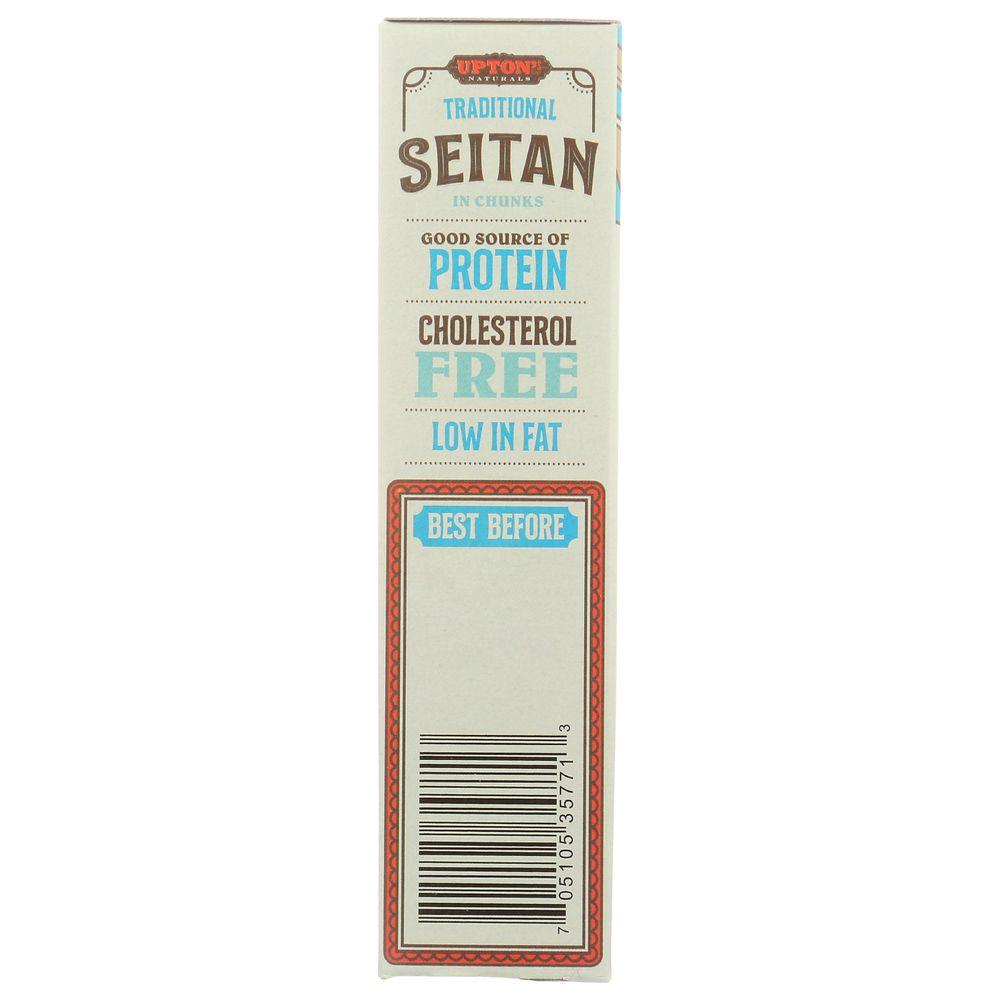 UPTON'S
NATURALS
TRADITIONAL
SEITAN
IN CHUNKS
GOOD SOURCE OF
PROTEIN
CHOLESTEROL
FREE
LOW IN FAT
BEST BEFORE
7 05105 35771 3